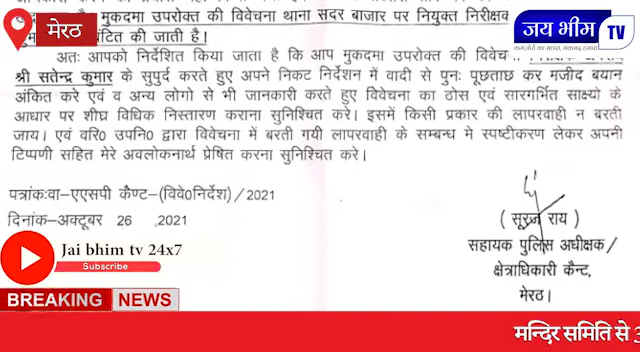 मेरठ
जय भीम TV
मुकदमा उपरोक्त की विवेचना थाना सदर बाजार पर नियुक्त निरीक्षक
की जाती है।
अतः आपको निर्देशित किया जाता है कि आप मुकदमा उपरोक्त की विवेचना
श्री सतेन्द्र कुमार के सुपुर्द करते हुए अपने निकट निर्देशन में वादी से पुनः पूछताछ कर मजीद बयान
अंकित करे एवं व अन्य लोगो से भी जानकारी करते हुए विवेचना का ठोस एवं सारगर्भित साक्ष्यो के
आधार पर शीघ्र विधिक निस्तारण कराना सुनिश्चित करे। इसमें किसी प्रकार की लापरवाही न बरती
जाय। एवं वरि0 उपनि0 द्वारा विवेचना में बरती गयी लापरवाही के सम्बन्ध मे स्पष्टीकरण लेकर अपनी
टिप्पणी सहित मेरे अवलोकनार्थ प्रेषित करना सुनिश्चित करे।
पत्रांकःवा-एएसपी कैण्ट-(विवे0निर्देश)/2021
दिनांक-अक्टूबर 26 ,2021
(सूरज राय)
सहायक पुलिस अधीक्षक/
क्षेत्राधिकारी कैन्ट,
मेरठ।
Jai bhim tv 24x7
Subscribe
BREAKING NEWS
मन्दिर समिति से